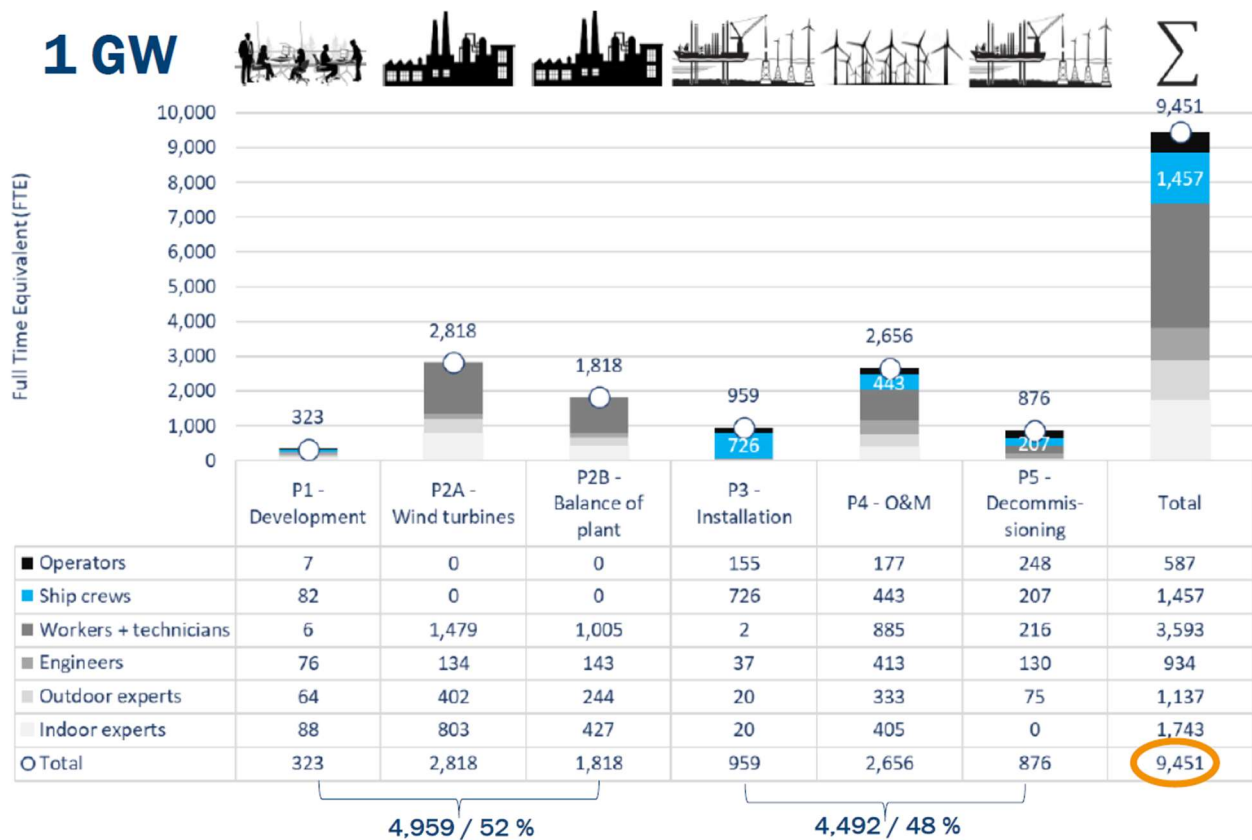 1 GW
Σ
Full Time Equivalent (FTE)
10,000
9,000
8,000
7,000
6,000
5,000
4,000
3,000
2,000
1,000
0
323
2,818
1,818
959
726
2,656
443
876
207
9,451
1,457
P1 -
Development
P2A -
Wind turbines
P2B -
Balance of
plant
P3 -
Installation
P4 - O&M
P5 -
Decommis-
sioning
Total
Operators 7 0 0 155 177 248 587
Ship crews 82 0 0 726 443 207 1,457
Workers + technicians 6 1,479 1,005 2 885 216 3,593
Engineers 76 134 143 37 413 130 934
Outdoor experts 64 402 244 20 333 75 1,137
Indoor experts 88 803 427 20 405 0 1,743
Total 323 2,818 1,818 959 2,656 876 9,451
4,959 / 52 %
4,492 / 48 %